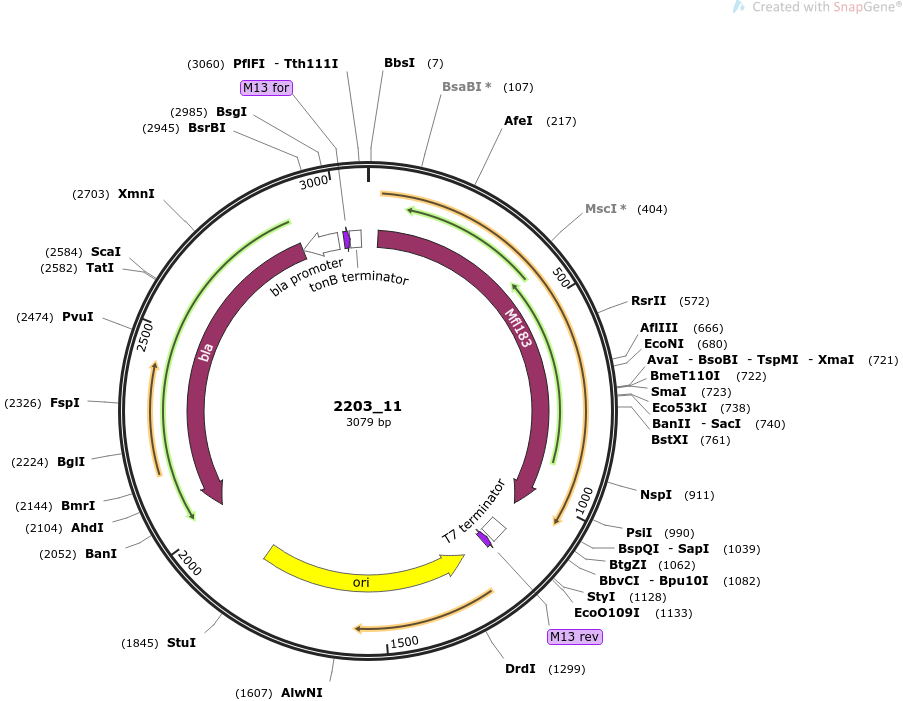 Created with SnapGene®
(3060) PflFI - Tth111I
BbsI (7)
M13 for
BsaBI * (107)
(2985) BsgI
AfeI (217)
(2945) BsrBI
3000
(2703) XmnI
MscI * (404)
(2584) ScaI
bla promoter
tonB terminator
(2582) TatI
500
RsrII (572)
(2474) PvuI
Mfl183
AflIII (666)
2500
EcoNI (680)
bla
AvaI - BsoBI - TspMI - XmaI (721)
BmeT110I (722)
SmaI (723)
(2326) FspI
2203_11
Eco53kI (738)
3079 bp
BanII - SacI (740)
BstXI (761)
(2224) BglI
NspI (911)
(2144) BmrI
1000
T7 terminator
(2104) AhdI
PsiI (990)
BspQI - SapI (1039)
(2052) BanI
BtgZI (1062)
2000
ori
BbvCI - Bpu10I (1082)
StyI (1128)
EcoO109I (1133)
M13 rev
(1845) StuI
1500
DrdI (1299)
(1607) AlwNI